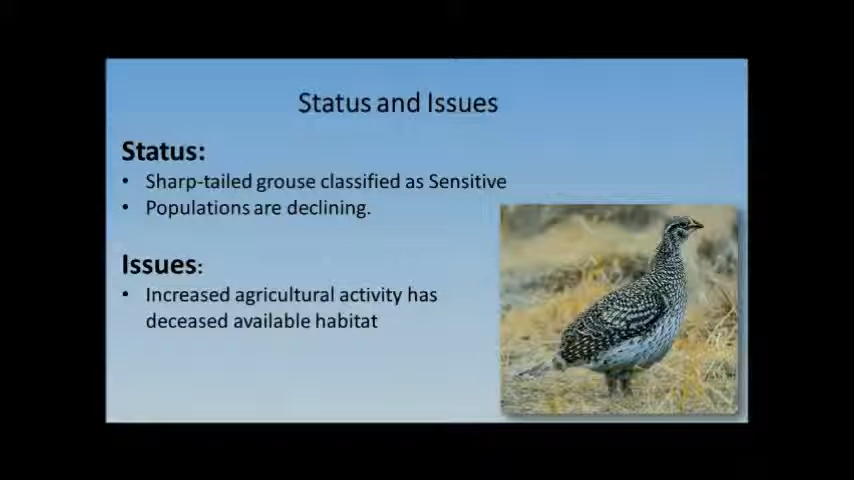 Status and Issues
Status:
• Sharp-tailed grouse classified as Sensitive
• Populations are declining.
Issues:
• Increased agricultural activity has
deceased available habitat